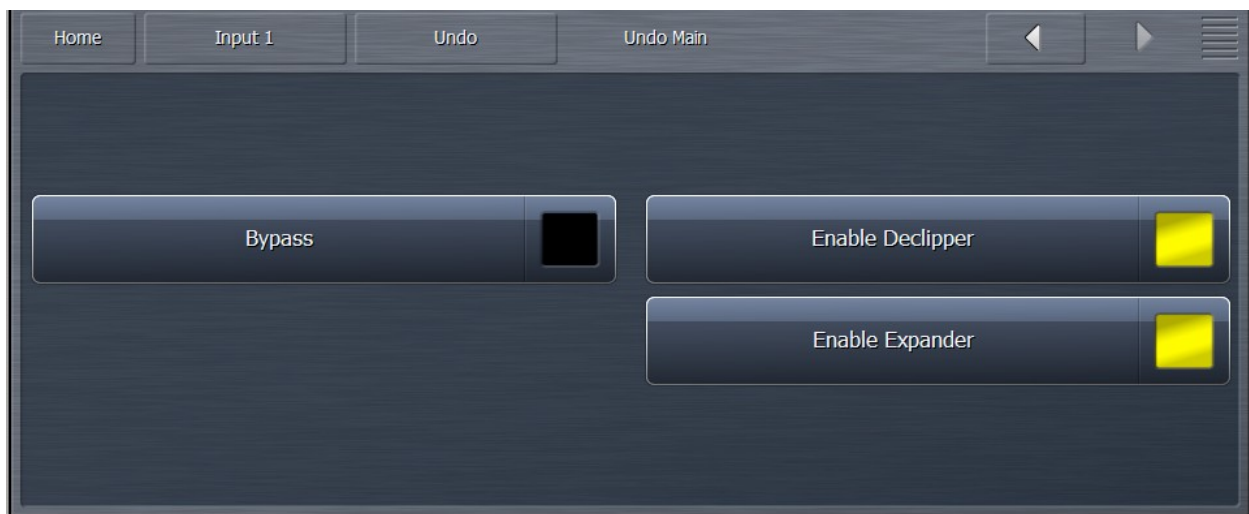 Home Input 1 Undo Undo Main
Bypass Enable Declipper
Enable Expander